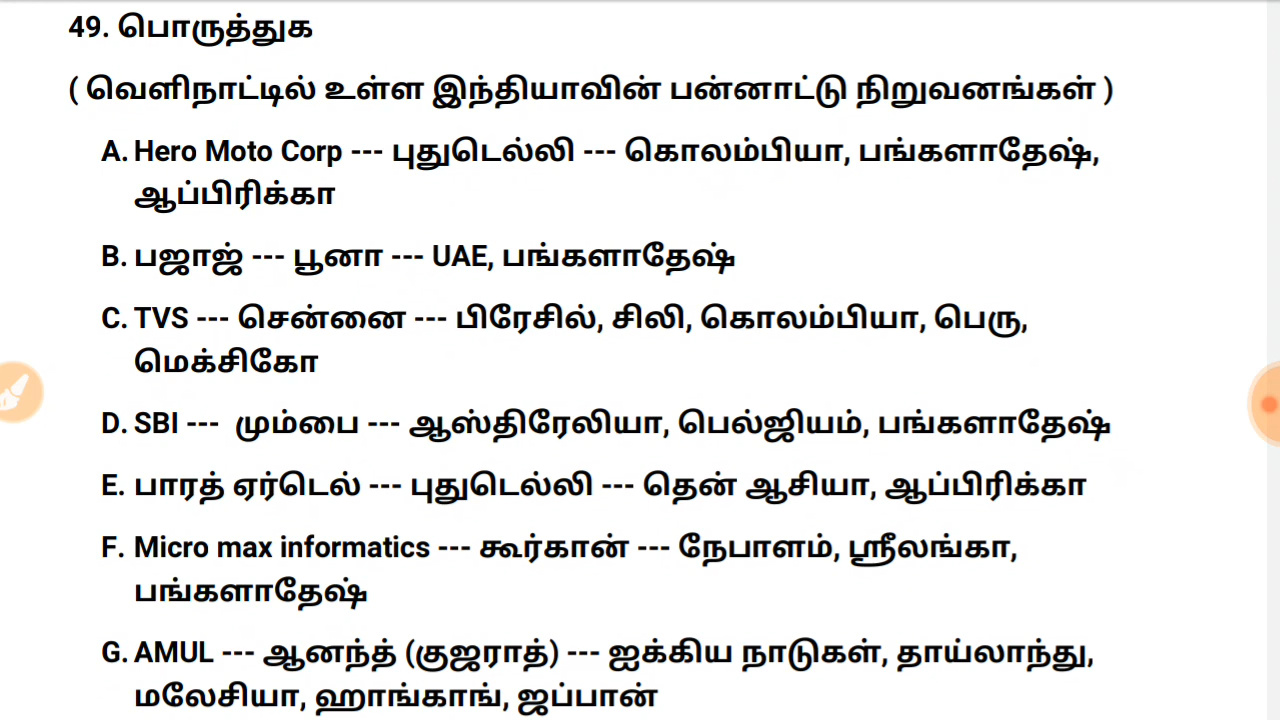 49. பொருத்துக
( வெளிநாட்டில் உள்ள இந்தியாவின் பன்னாட்டு நிறுவனங்கள் )
A. Hero Moto Corp --- புதுடெல்லி --- கொலம்பியா, பங்களாதேஷ்,
ஆப்பிரிக்கா
B. பஜாஜ் --- பூனா --- UAE, பங்களாதேஷ்
C. TVS --- சென்னை --- பிரேசில், சிலி, கொலம்பியா, பெரு,
மெக்சிகோ
D. SBI --- மும்பை --- ஆஸ்திரேலியா, பெல்ஜியம், பங்களாதேஷ்
E. பாரத் ஏர்டெல் --- புதுடெல்லி --- தென் ஆசியா, ஆப்பிரிக்கா
F. Micro max informatics --- கூர்கான் --- நேபாளம், ஸ்ரீலங்கா,
பங்களாதேஷ்
G. AMUL --- ஆனந்த் (குஜராத்) --- ஐக்கிய நாடுகள், தாய்லாந்து,
மலேசியா, ஹாங்காங், ஜப்பான்